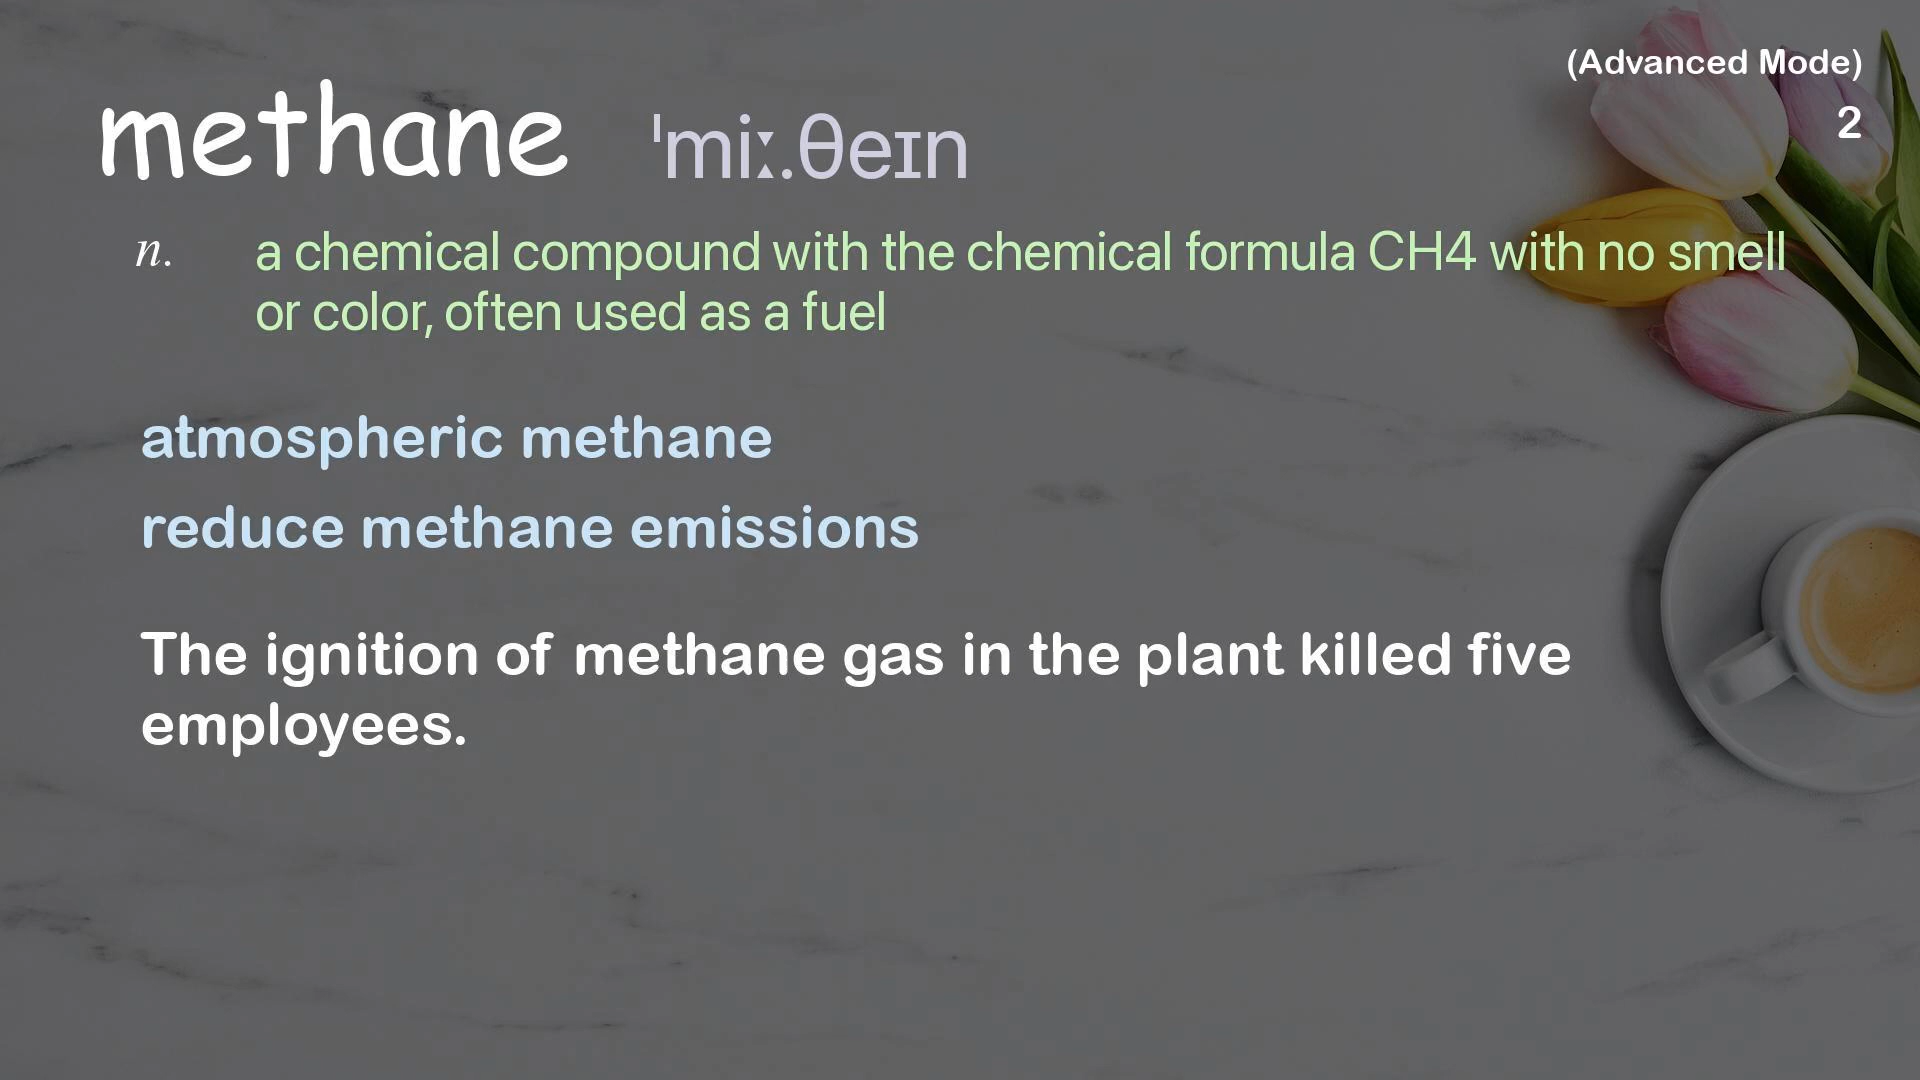 (Advanced Mode)
2
methane ˈmiː.θeɪn
n. a chemical compound with the chemical formula CH4 with no smell
or color, often used as a fuel
atmospheric methane
reduce methane emissions
The ignition of methane gas in the plant killed five
employees.